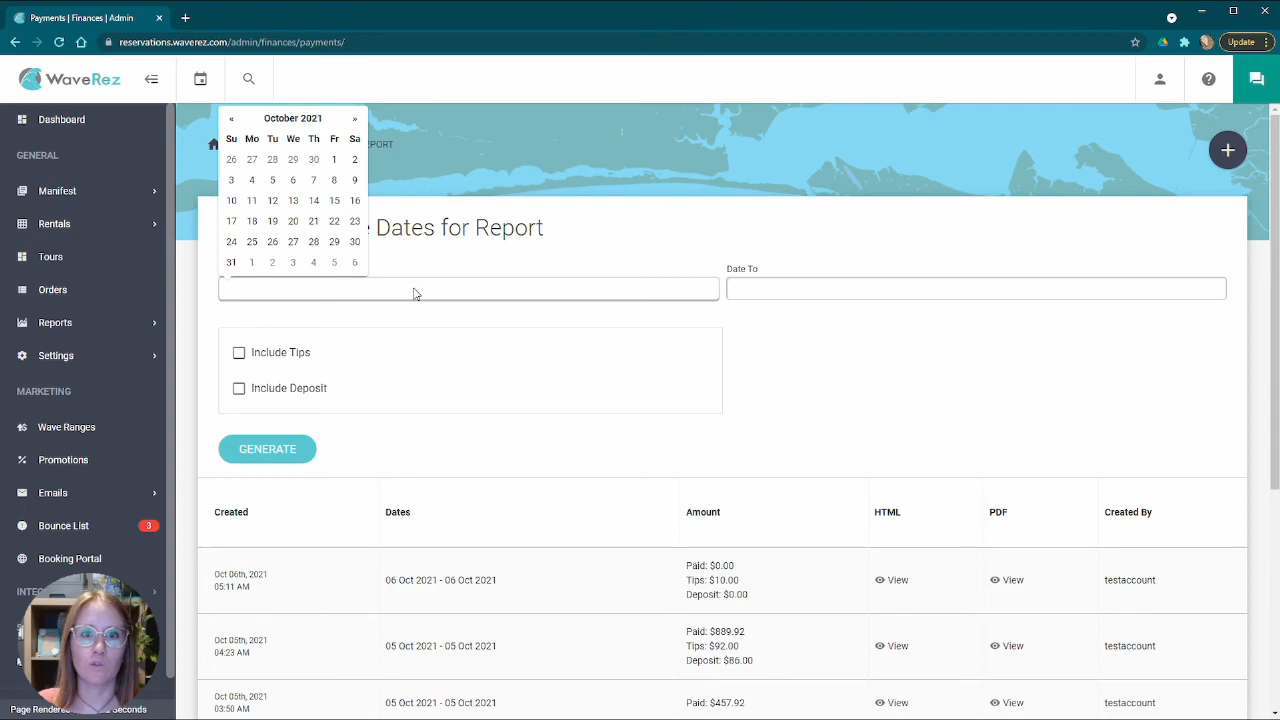 Payments | Finances | Admin
reservations.waverez.com/admin/finances/payments/
Update
WaveRez
Dashboard
GENERAL
Manifest
Rentals
Tours
Orders
Reports
Settings
MARKETING
Wave Ranges
Promotions
Emails
Bounce List 3
Booking Portal
Page Rendere
Seconds
« October 2021 »
Su Mo Tu We Th Fr Sa
26 27 28 29 30 1 2
3 4 5 6 7 8 9
10 11 12 13 14 15 16
17 18 19 20 21 22 23
24 25 26 27 28 29 30
31 1 2 3 4 5 6
PORT
Dates for Report
Date To
Include Tips
Include Deposit
GENERATE
Created Dates Amount HTML PDF Created By
Oct 06th, 2021
05:11 AM
06 Oct 2021 - 06 Oct 2021
Paid: $0.00
Tips: $10.00
Deposit: $0.00
View
View
testaccount
Oct 05th, 2021
04:23 AM
05 Oct 2021 - 05 Oct 2021
Paid: $889.92
Tips: $92.00
Deposit: $86.00
View
View
testaccount
Oct 05th, 2021
03:50 AM
05 Oct 2021 - 05 Oct 2021
Paid: $457.92
View
View
testaccount